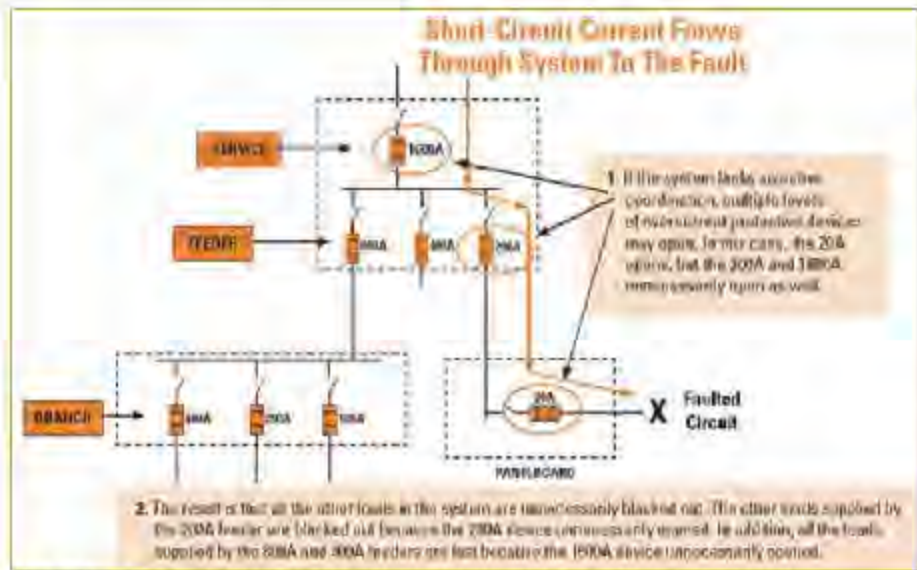 Short-Circuit Current Flows
Through System To The Fault
SERVICE
1. If the system lacks selective
coordination, multiple levels
of overcurrent protective devices
may open. In this case, the 20A
opens, but the 200A and
unnecessarily open as well.
FEEDER
200A
BRANCH
20A
X Faulted
Circuit
PANELBOARD
2. The result is that all the other loads in the system are unnecessarily blacked out. The other loads supplied by
the 200A feeder are blacked out because the 200A device unnecessarily opened. In addition, all the loads
supplied by the 800A and 400A feeders are lost because the device unnecessarily opened.